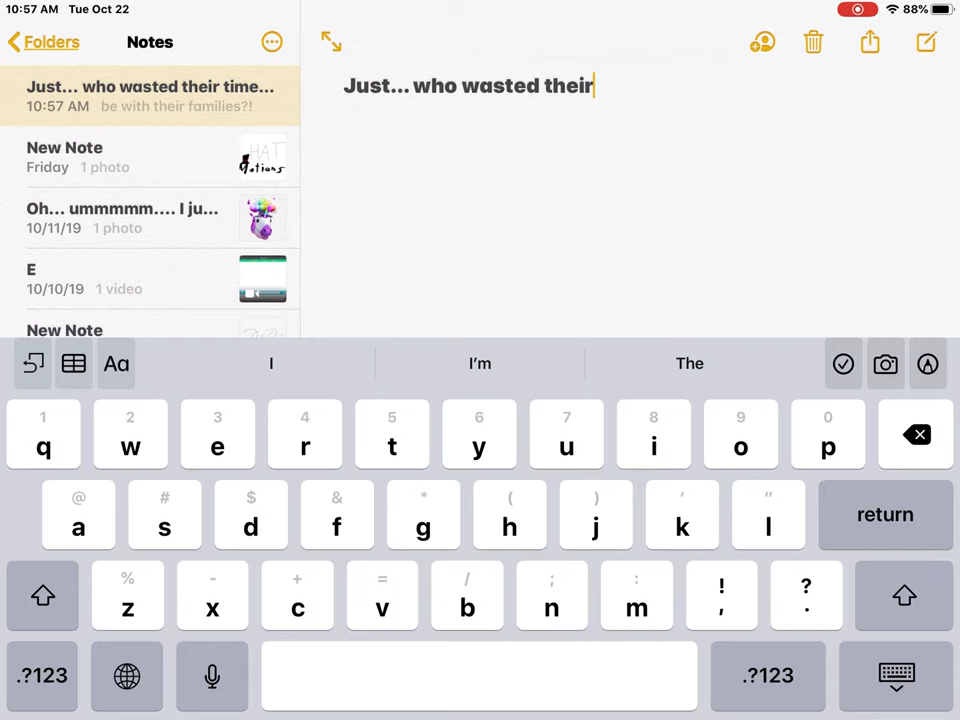 10:57 AM Tue Oct 22 88%
Folders Notes
Just... who wasted their time...
10:57 AM be with their families?!
New Note
Friday 1 photo
HAT
Oh... ummmmm.... I ju...
10/11/19 1 photo
E
10/10/19 1 video
New Note
Just... who wasted their
Aa I I'm The
1 2 3 4 5 6 7 8 9 0
q w e r t y u i o p
@ # $ & * ( ) ' "
a s d f g h j k l return
% - + = / ; : ! ?
z x c v b n m , .
.?123 .?123